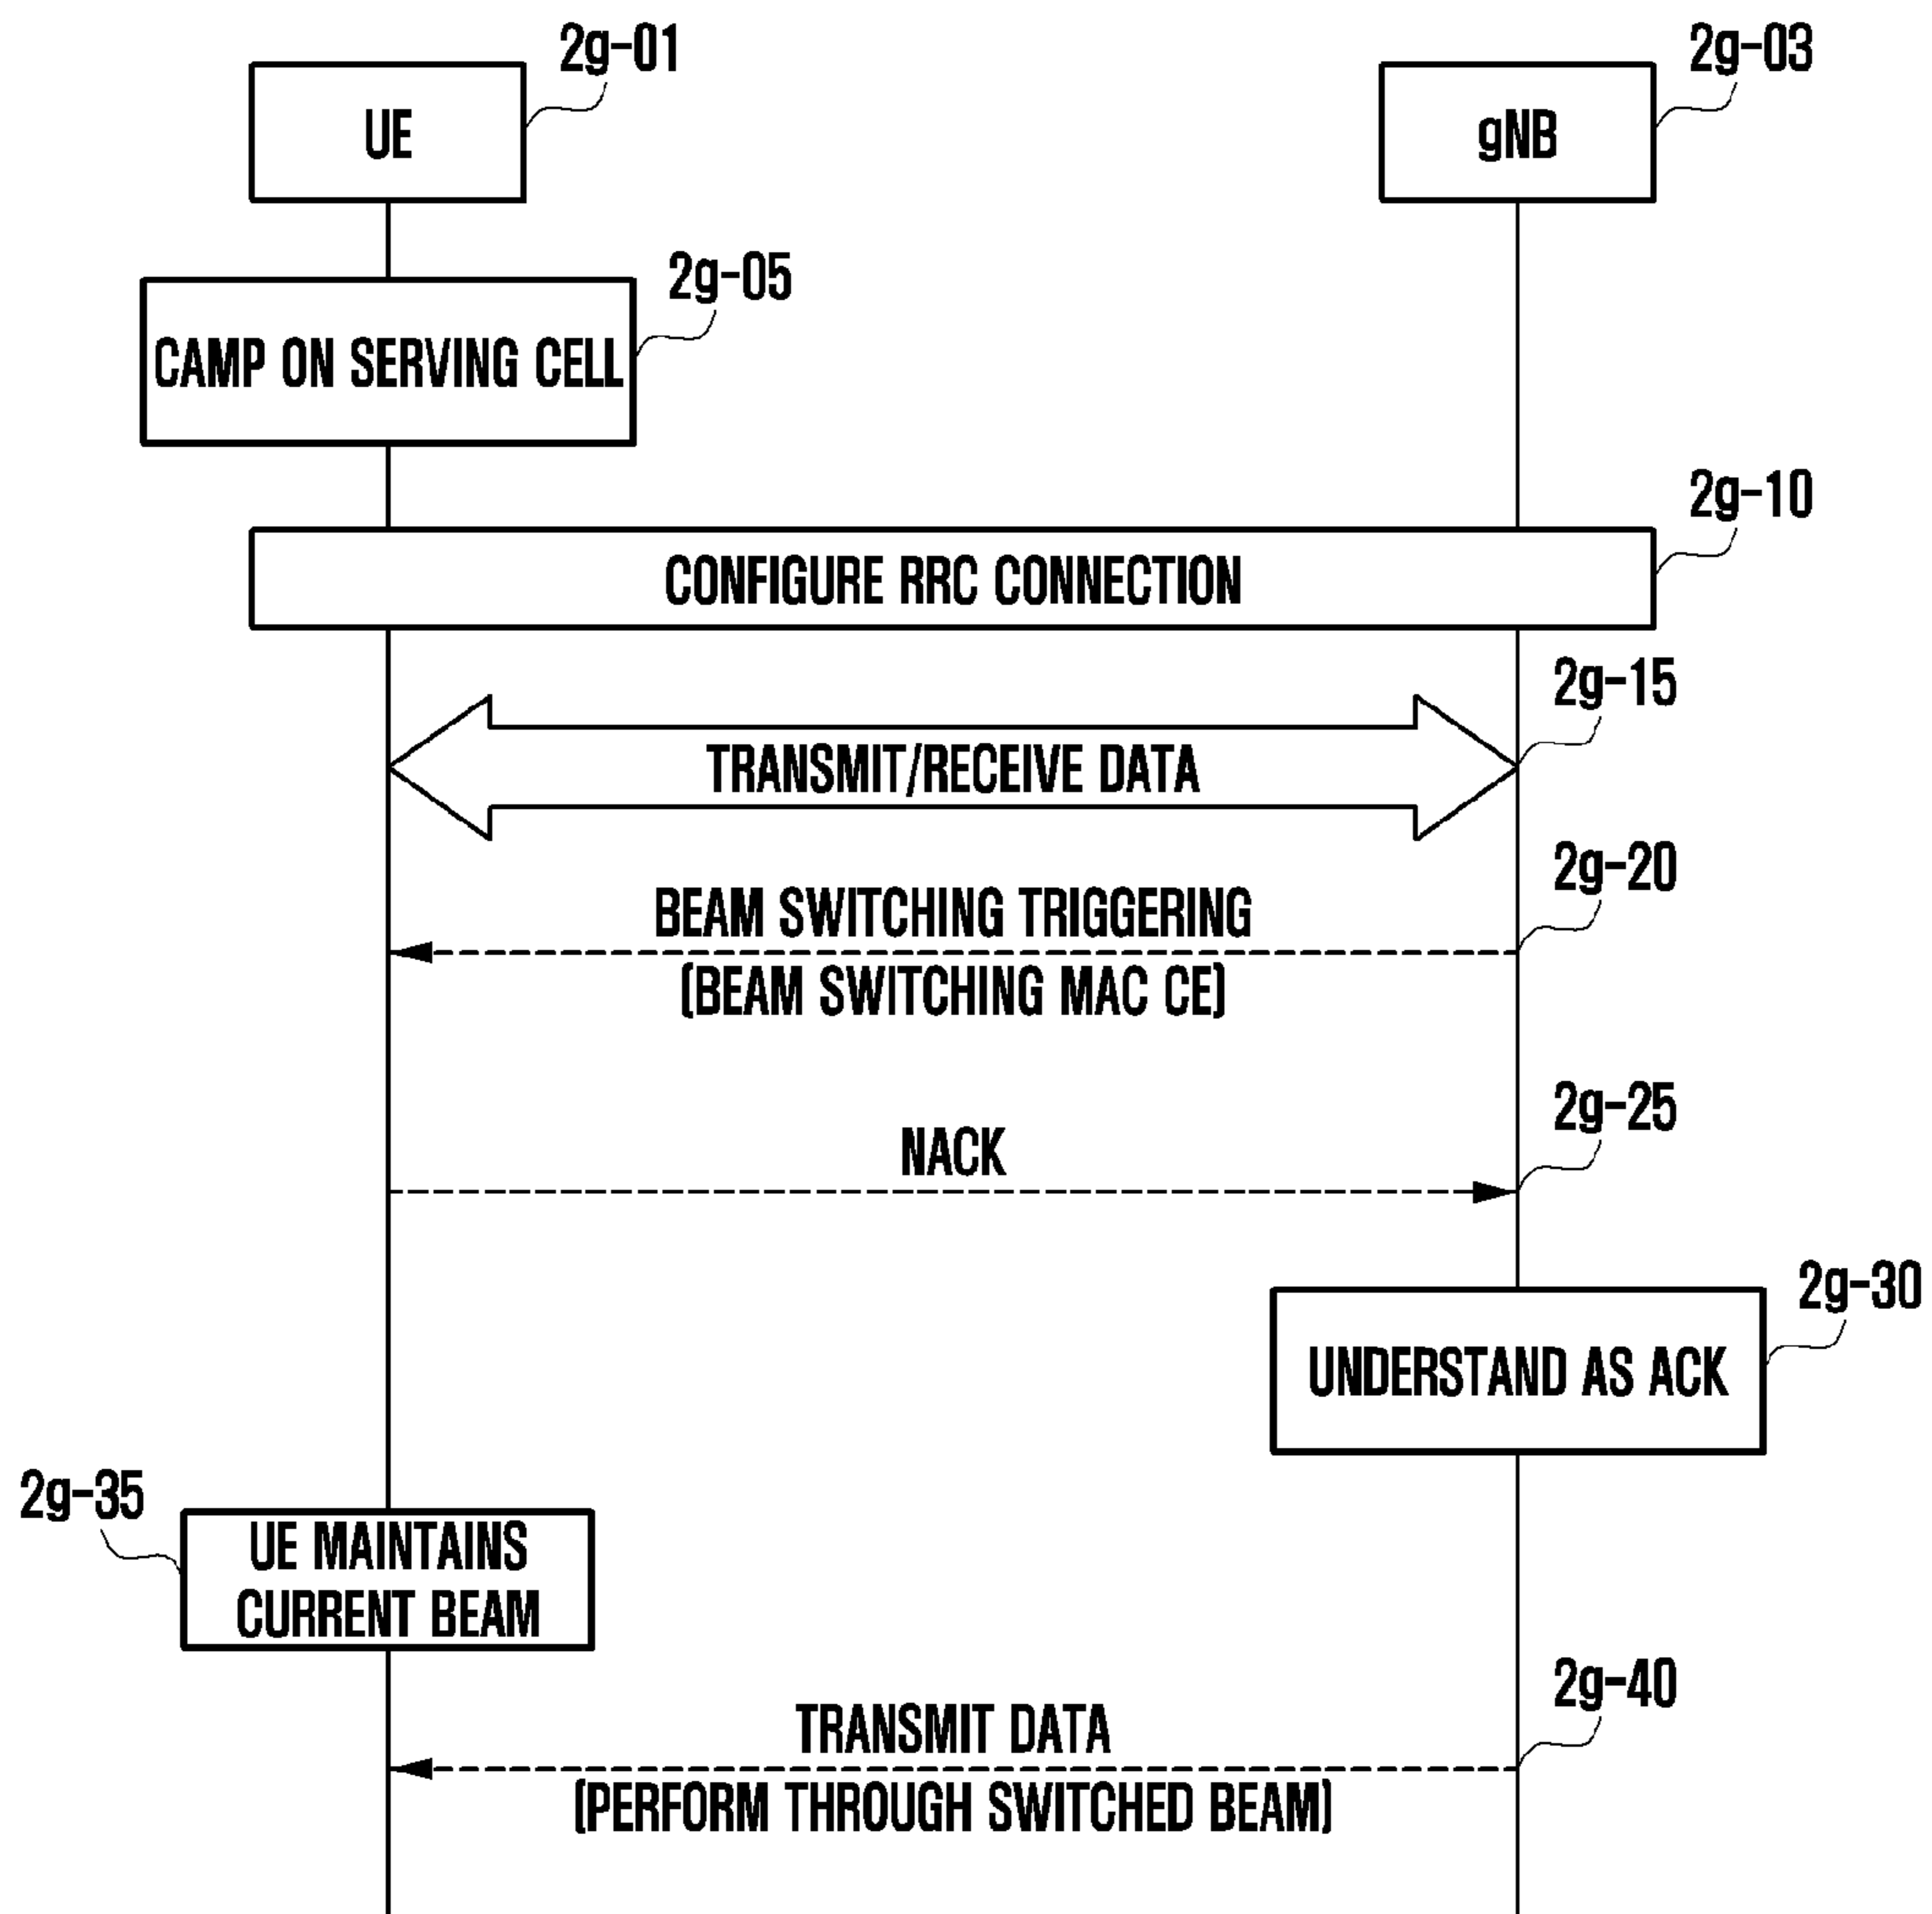 2g-01
2g-03
UE
gNB
2g-05
CAMP ON SERVING CELL
2g-10
CONFIGURE RRC CONNECTION
2g-15
TRANSMIT/RECEIVE DATA
2g-20
BEAM SWITCHING TRIGGERING
(BEAM SWITCHING MAC CE)
2g-25
NACK
2g-30
UNDERSTAND AS ACK
2g-35
UE MAINTAINS
CURRENT BEAM
2g-40
TRANSMIT DATA
(PERFORM THROUGH SWITCHED BEAM)